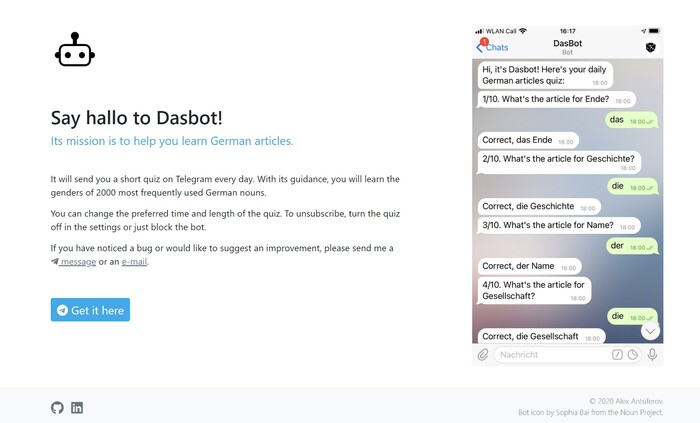 Say hallo to Dasbot!
Its mission is to help you learn German articles.
It will send you a short quiz on Telegram every day. With its guidance, you will learn the
genders of 2000 most frequently used German nouns.
You can change the preferred time and length of the quiz. To unsubscribe, turn the quiz
off in the settings or just block the bot.
If you have noticed a bug or would like to suggest an improvement, please send me a
message or an e-mail.
Get it here
WLAN Call 16:17
1
Chats
DasBot
Bot
Hi, it's Dasbot! Here's your daily
German articles quiz: 18:00
1/10. What's the article for Ende? 18:00
das 18:00
Correct, das Ende 18:00
2/10. What's the article for Geschichte?
18:00
die 18:00
Correct, die Geschichte 18:00
3/10. What's the article for Name? 18:00
der 18:00
Correct, der Name 18:00
4/10. What's the article for
Gesellschaft? 18:00
die 18:00
Correct, die Gesellschaft 18:00
Nachricht
© 2020 Alex Antsiferov.
Bot icon by Sophia Bai from the Noun Project.